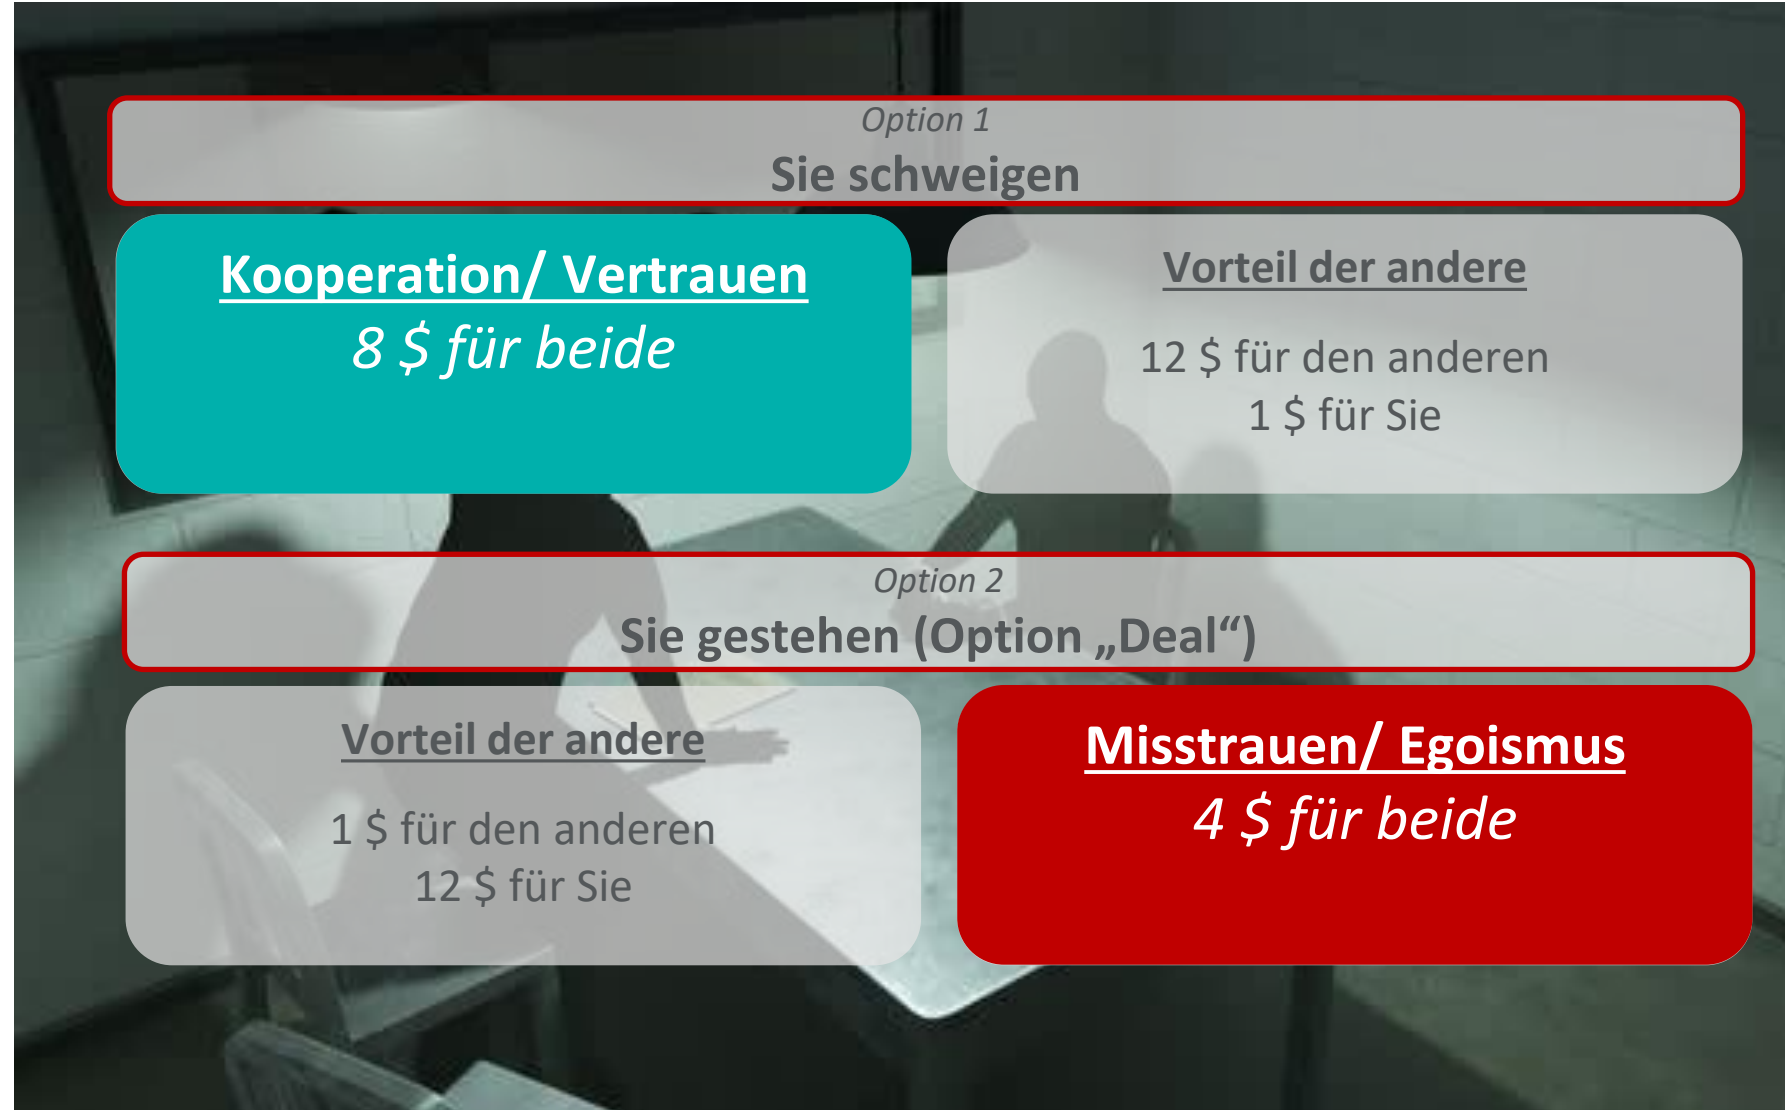 Option 1
Sie schweigen
Kooperation/ Vertrauen
8 $ für beide
Vorteil der andere
12 $ für den anderen
1 $ für Sie
Option 2
Sie gestehen (Option „Deal“)
Vorteil der andere
1 $ für den anderen
12 $ für Sie
Misstrauen/ Egoismus
4 $ für beide